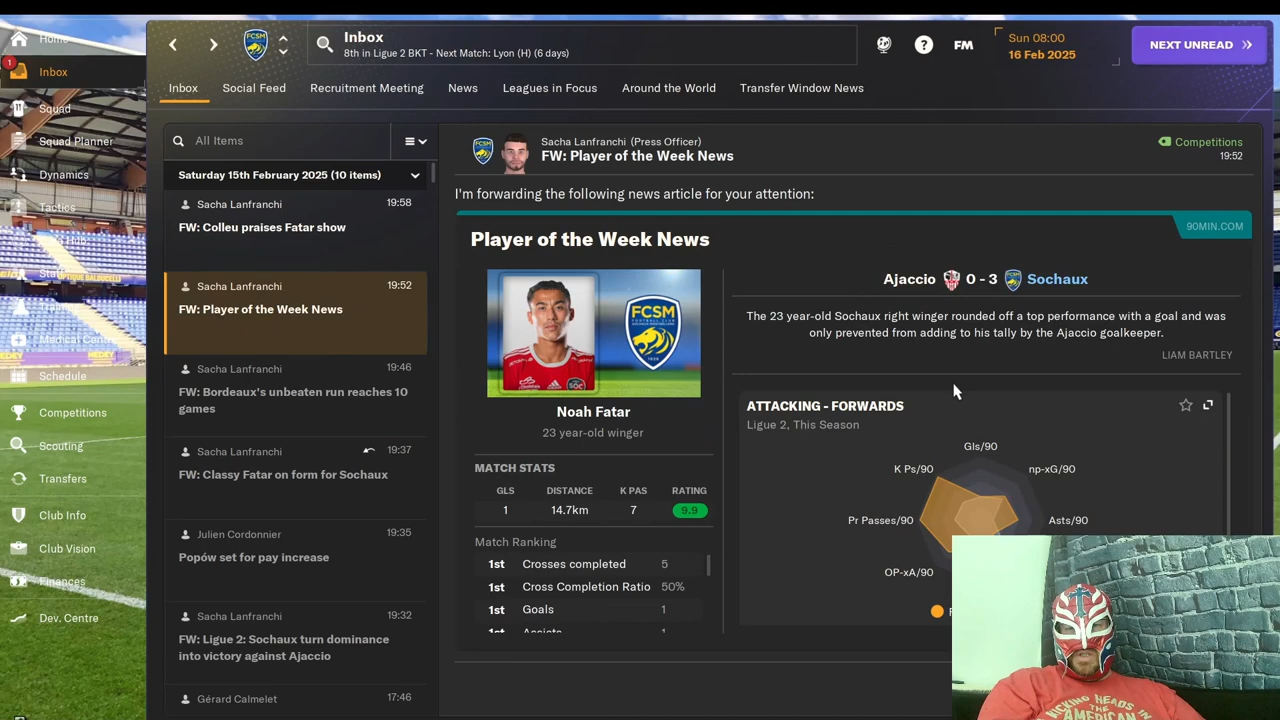 Home
Inbox
8th in Ligue 2 BKT - Next Match: Lyon (H) (6 days)
?
FM
Sun 08:00
16 Feb 2025
NEXT UNREAD
1
Inbox
Squad
Squad Planner
Dynamics
Tactics
Medical Centre
Schedule
Competitions
Scouting
Transfers
Club Info
Club Vision
Finances
Dev. Centre
Inbox
Social Feed
Recruitment Meeting
News
Leagues in Focus
Around the World
Transfer Window News
All Items
Saturday 15th February 2025 (10 items)
Sacha Lanfranchi
19:58
FW: Colleu praises Fatar show
Sacha Lanfranchi
19:52
FW: Player of the Week News
Sacha Lanfranchi
19:46
FW: Bordeaux's unbeaten run reaches 10
games
Sacha Lanfranchi
19:37
FW: Classy Fatar on form for Sochaux
Julien Cordonnier
19:35
Popów set for pay increase
Sacha Lanfranchi
19:32
FW: Ligue 2: Sochaux turn dominance
into victory against Ajaccio
Gérard Calmelet
17:46
Sacha Lanfranchi (Press Officer)
FW: Player of the Week News
Competitions
19:52
I'm forwarding the following news article for your attention:
90MIN.COM
Player of the Week News
FCSM
Noah Fatar
23 year-old winger
MATCH STATS
GLS DISTANCE K PAS RATING
1 14.7km 7 9.9
Match Ranking
1st Crosses completed 5
1st Cross Completion Ratio 50%
1st Goals 1
1st Assists 1
Ajaccio 0 - 3 Sochaux
The 23 year-old Sochaux right winger rounded off a top performance with a goal and was
only prevented from adding to his tally by the Ajaccio goalkeeper.
LIAM BARTLEY
ATTACKING - FORWARDS
Ligue 2, This Season
Gls/90
K Ps/90
np-xG/90
Pr Passes/90
Asts/90
OP-xA/90
KICKING HEADS
IN THE
AMERICAN